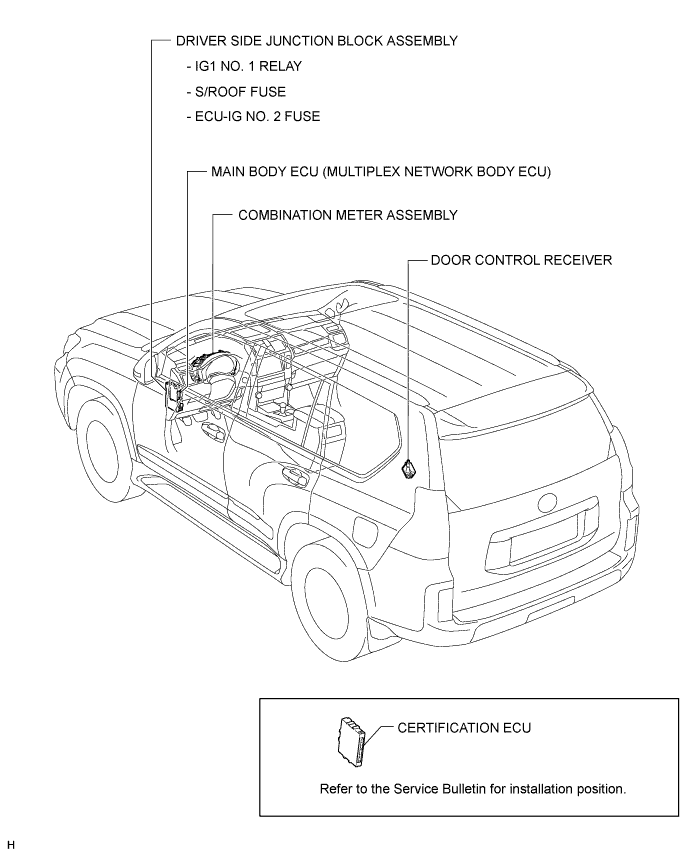 DRIVER SIDE JUNCTION BLOCK ASSEMBLY
- IG1 NO. 1 RELAY
- S/ROOF FUSE
- ECU-IG NO. 2 FUSE
MAIN BODY ECU (MULTIPLEX NETWORK BODY ECU)
COMBINATION METER ASSEMBLY
DOOR CONTROL RECEIVER
CERTIFICATION ECU
Refer to the Service Bulletin for installation position.
H